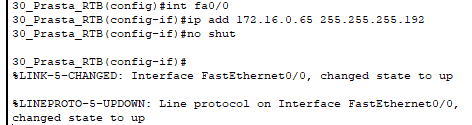 30_Prasta_RTB(config)#int fa0/0
30_Prasta_RTB(config-if)#ip add 172.16.0.65 255.255.255.192
30_Prasta_RTB(config-if)#no shut
30_Prasta_RTB(config-if)#
%LINK-5-CHANGED: Interface FastEthernet0/0, changed state to up
%LINEPROTO-5-UPDOWN: Line protocol on Interface FastEthernet0/0,
changed state to up